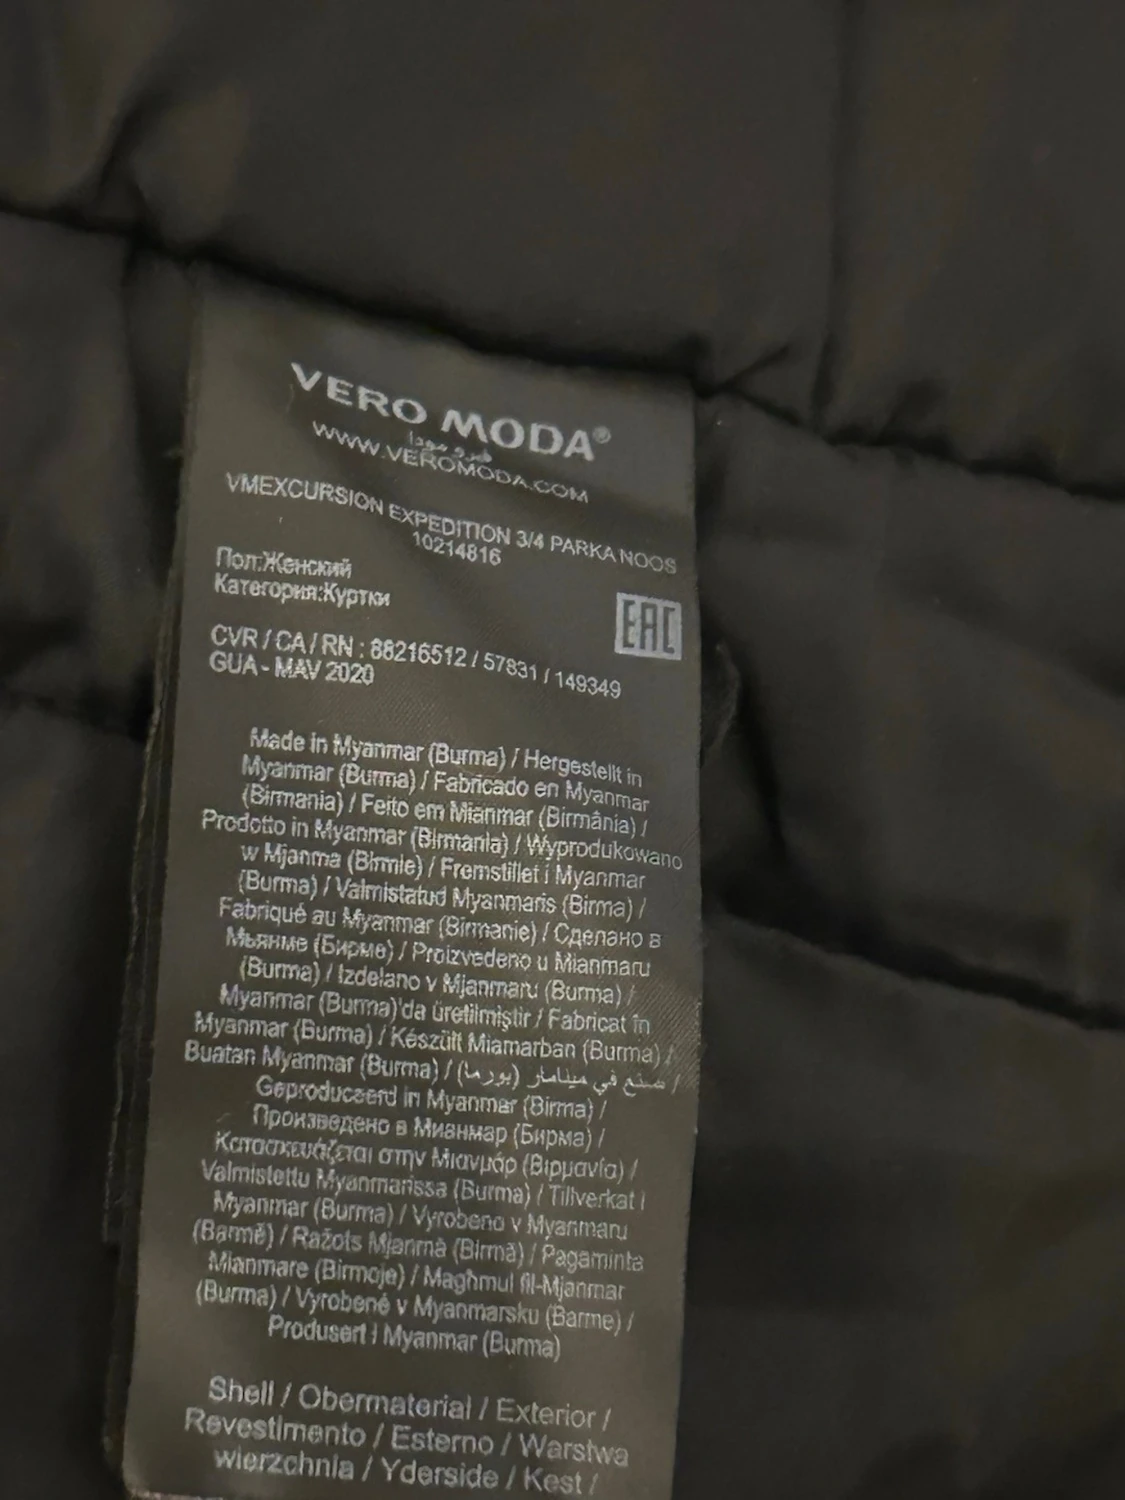 VERO MODA®
ڤيرو مودا
WWW.VEROMODA.COM
VMEXCURSION EXPEDITION 3/4 PARKA NOOS
10214816
Пол:Женский
Категория:Куртки
EAC
CVR / CA / RN : 88216512 / 57831 / 149349
GUA - MAV 2020
Made in Myanmar (Burma) / Hergestellt in
Myanmar (Burma) / Fabricado en Myanmar
(Birmania) / Feito em Mianmar (Birmânia) /
Prodotto in Myanmar (Birmania) / Wyprodukowano
w Mjanma (Birmie) / Fremstillet i Myanmar
(Burma) / Valmistatud Myanmaris (Birma) /
Fabriqué au Myanmar (Birmanie) / Сделано в
Мьянме (Бирме) / Proizvedeno u Mianmaru
(Burma) / Izdelano v Mjanmaru (Burma) /
Myanmar (Burma)'da üretilmiştir / Fabricat în
Myanmar (Burma) / Készült Miamarban (Burma) /
Buatan Myanmar (Burma) / صنع في ميانمار (بورما) /
Geproduceerd in Myanmar (Birma) /
Произведено в Мианмар (Бирма) /
Κατασκευάζεται στην Μιανμάρ (Βιρμανία) /
Valmistettu Myanmarissa (Burma) / Tillverkat i
Myanmar (Burma) / Vyrobeno v Myanmaru
(Barmě) / Ražots Mjanmā (Birmā) / Pagaminta
Mianmare (Birmoje) / Magħmul fil-Mjanmar
(Burma) / Vyrobené v Myanmarsku (Barme) /
Produsert i Myanmar (Burma)
Shell / Obermaterial / Exterior /
Revestimento / Esterno / Warstwa
wierzchnia / Yderside / Kest /